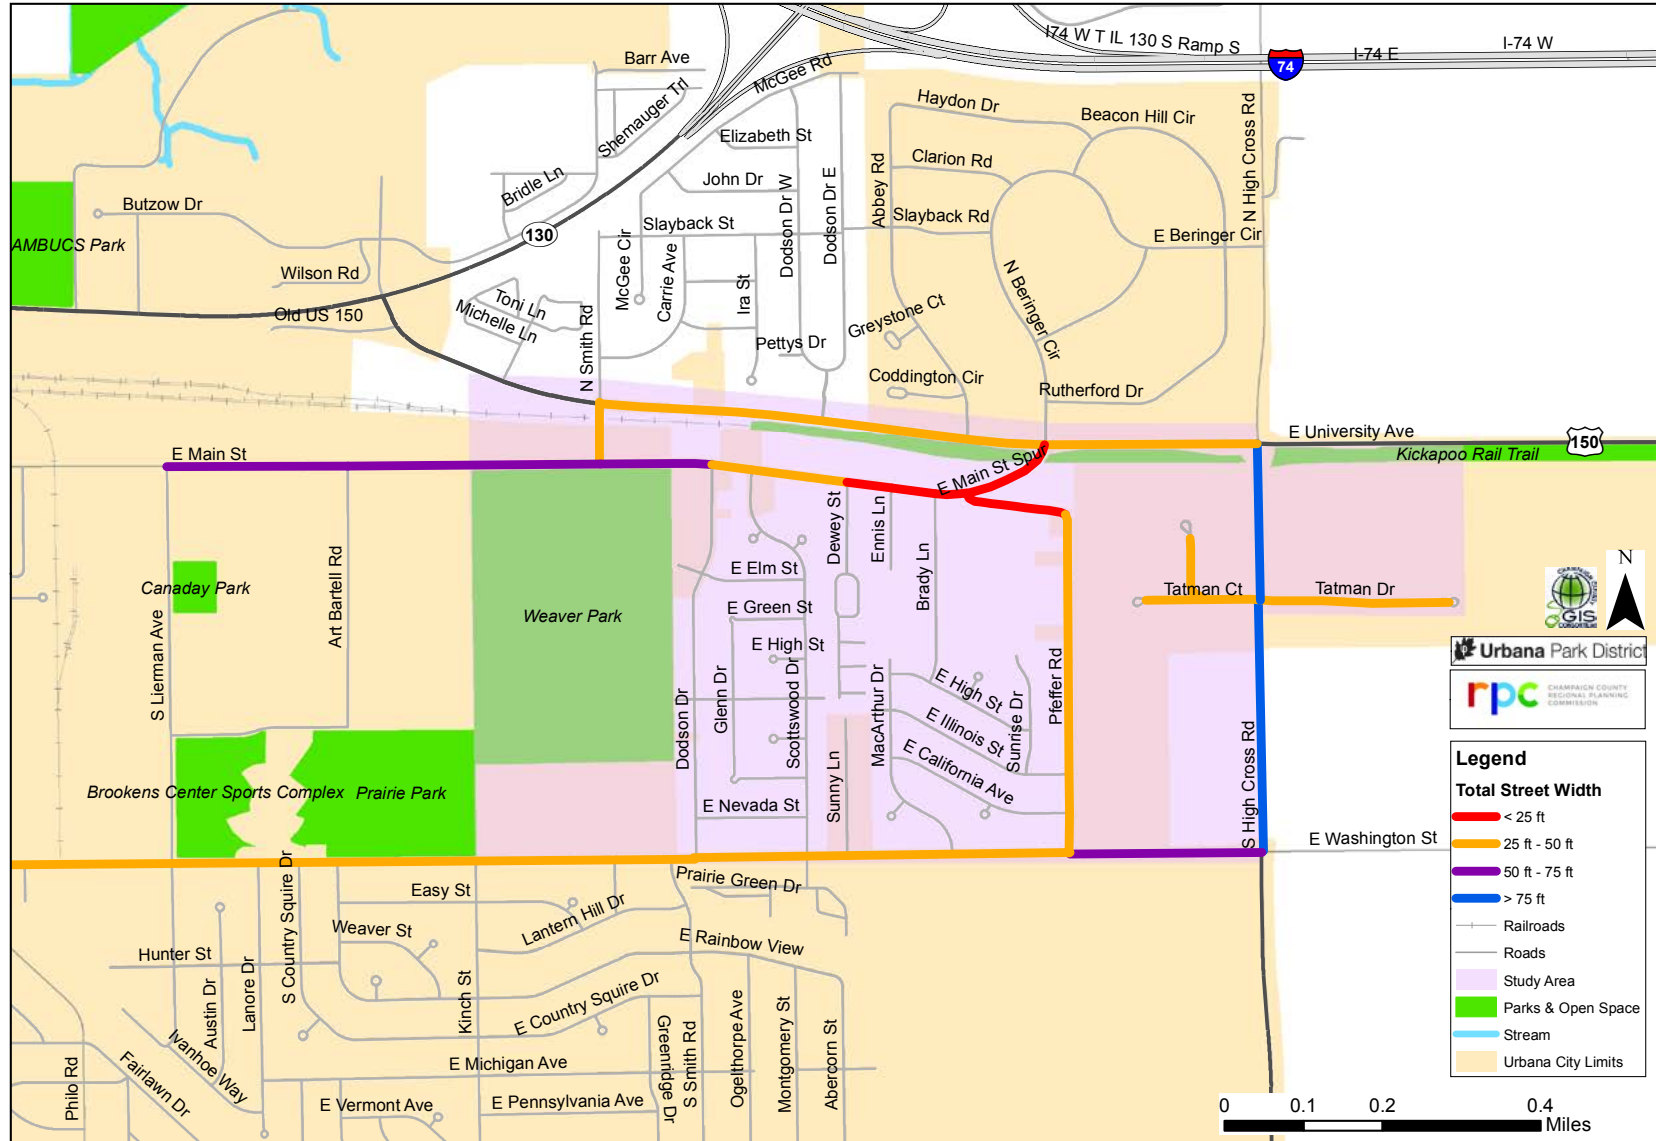 I74 W T IL 130 S Ramp S
I-74 W
I-74 E
74
Barr Ave
McGee Rd
Shemauger Trl
Haydon Dr
Beacon Hill Cir
N High Cross Rd
Elizabeth St
Clarion Rd
Abbey Rd
Bridle Ln
John Dr
Dodson Dr W
Dodson Dr E
Butzow Dr
AMBUCS Park
130
Slayback St
Slayback Rd
E Beringer Cir
McGee Cir
Carrie Ave
Wilson Rd
Ira St
N Beringer Cir
Toni Ln
Michelle Ln
Old US 150
N Smith Rd
Greystone Ct
Pettys Dr
Coddington Cir
Rutherford Dr
E Main St
E University Ave
150
Kickapoo Rail Trail
E Main St Spur
Dewey St
Ennis Ln
Brady Ln
Art Bartell Rd
Canaday Park
S Lierman Ave
Weaver Park
E Elm St
E Green St
E High St
Tatman Ct
Tatman Dr
N
CHAMPAIGN COUNTY
GIS
CONSORTIUM
Urbana Park District
rpc
CHAMPAIGN COUNTY
REGIONAL PLANNING
COMMISSION
Dodson Dr
Glenn Dr
Scottswood Dr
MacArthur Dr
E High St
E Illinois St
E California Ave
Sunrise Dr
Pfeffer Rd
S High Cross Rd
Brookens Center Sports Complex
Prairie Park
E Nevada St
Sunny Ln
E Washington St
Legend
Total Street Width
< 25 ft
25 ft - 50 ft
50 ft - 75 ft
> 75 ft
Railroads
Roads
Study Area
Parks & Open Space
Stream
Urbana City Limits
Prairie Green Dr
Easy St
Weaver St
Lantern Hill Dr
E Rainbow View
Hunter St
S Country Squire Dr
Austin Dr
Lanore Dr
Kinch St
E Country Squire Dr
Ivanhoe Way
Fairlawn Dr
Philo Rd
E Michigan Ave
E Vermont Ave
E Pennsylvania Ave
Greenridge Dr
S Smith Rd
Ogelthorpe Ave
Montgomery St
Abercorn St
0 0.1 0.2 0.4
Miles